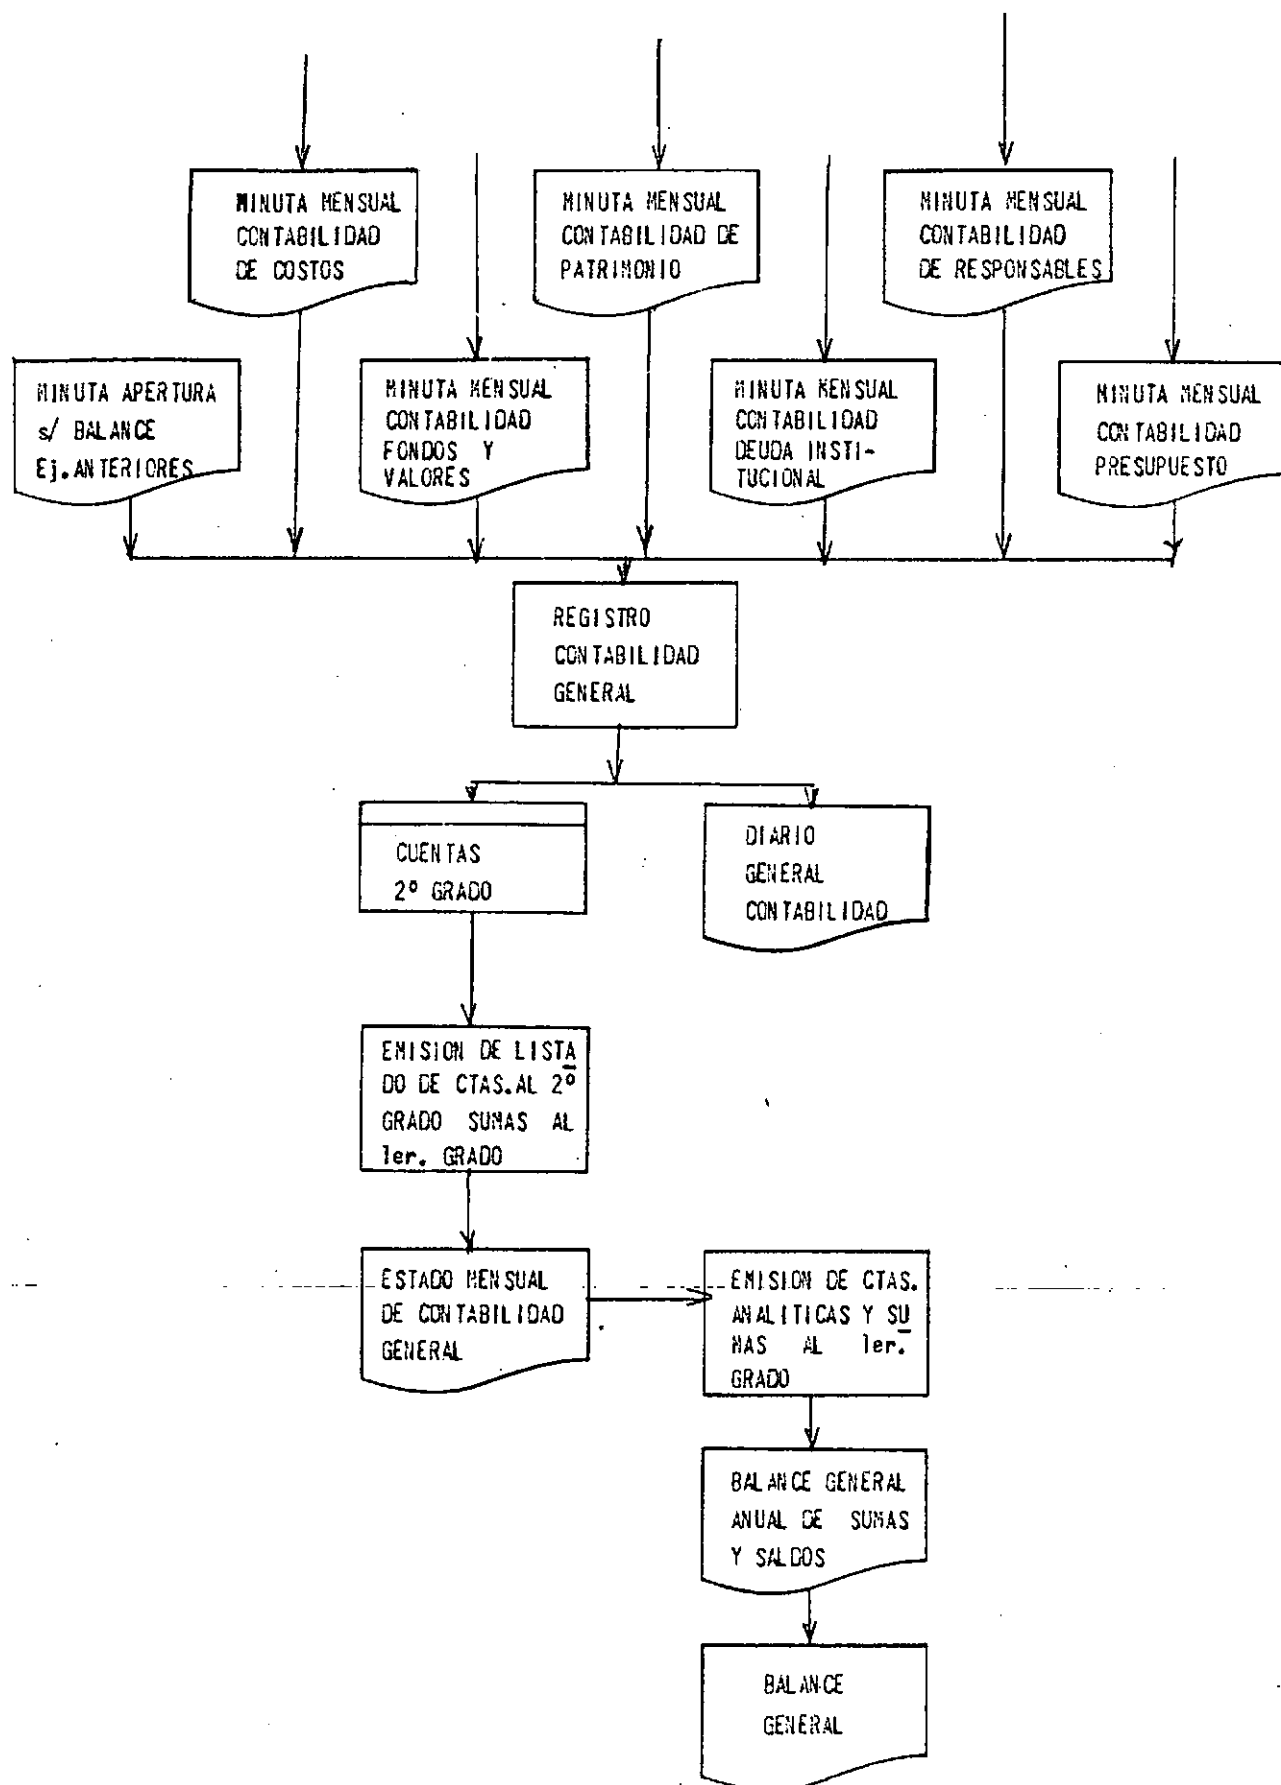 MINUTA MENSUAL
CONTABILIDAD
DE COSTOS
MINUTA MENSUAL
CONTABILIDAD DE
PATRIMONIO
MINUTA MENSUAL
CONTABILIDAD
DE RESPONSABLES
MINUTA APERTURA
s/ BALANCE
Ej. ANTERIORES
MINUTA MENSUAL
CONTABILIDAD
FONDOS Y
VALORES
MINUTA MENSUAL
CONTABILIDAD
DEUDA INSTI-
TUCIONAL
MINUTA MENSUAL
CONTABILIDAD
PRESUPUESTO
REGISTRO
CONTABILIDAD
GENERAL
CUENTAS
2º GRADO
DIARIO
GENERAL
CONTABILIDAD
EMISION DE LISTA
DO DE CTAS. AL 2º
GRADO SUMAS AL
1er. GRADO
ESTADO MENSUAL
DE CONTABILIDAD
GENERAL
EMISION DE CTAS.
ANALITICAS Y SU
MAS AL 1er.
GRADO
BALANCE GENERAL
ANUAL DE SUMAS
Y SALDOS
BALANCE
GENERAL